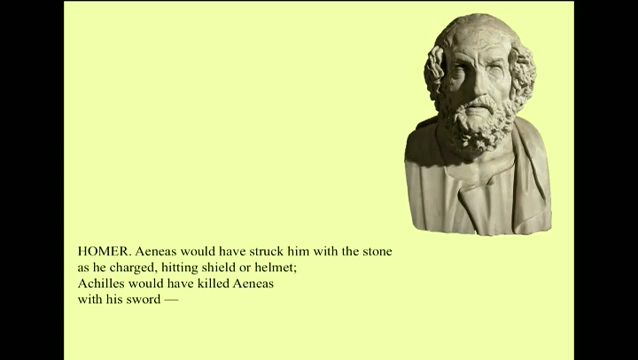 HOMER. Aeneas would have struck him with the stone
as he charged, hitting shield or helmet;
Achilles would have killed Aeneas
with his sword —